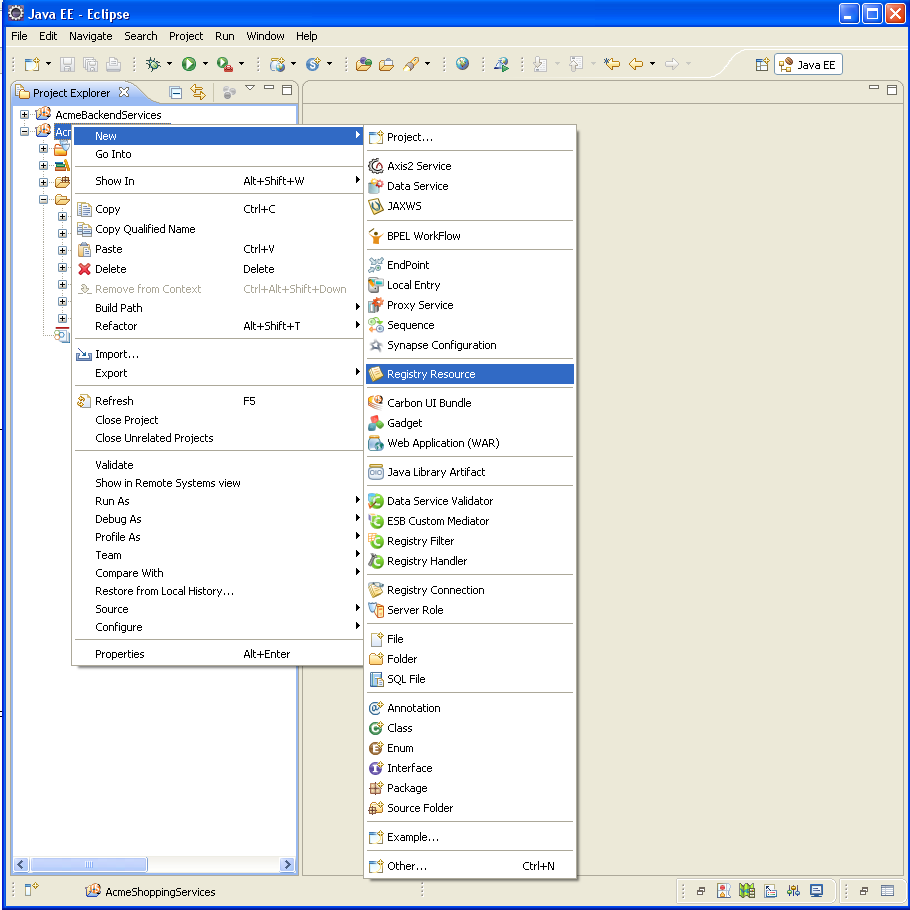 Java EE - Eclipse
File Edit Navigate Search Project Run Window Help
Java EE
Project Explorer
AcmeBackendServices
Acm
New
Go Into
Show In Alt+Shift+W
Copy Ctrl+C
Copy Qualified Name
Paste Ctrl+V
Delete Delete
Remove from Context Ctrl+Alt+Shift+Down
Build Path
Refactor Alt+Shift+T
Import...
Export
Refresh F5
Close Project
Close Unrelated Projects
Validate
Show in Remote Systems view
Run As
Debug As
Profile As
Team
Compare With
Restore from Local History...
Source
Configure
Properties Alt+Enter
Project...
Axis2 Service
Data Service
JAXWS
BPEL WorkFlow
EndPoint
Local Entry
Proxy Service
Sequence
Synapse Configuration
Registry Resource
Carbon UI Bundle
Gadget
Web Application (WAR)
Java Library Artifact
Data Service Validator
ESB Custom Mediator
Registry Filter
Registry Handler
Registry Connection
Server Role
File
Folder
SQL File
Annotation
Class
Enum
Interface
Package
Source Folder
Example...
Other... Ctrl+N
AcmeShoppingServices